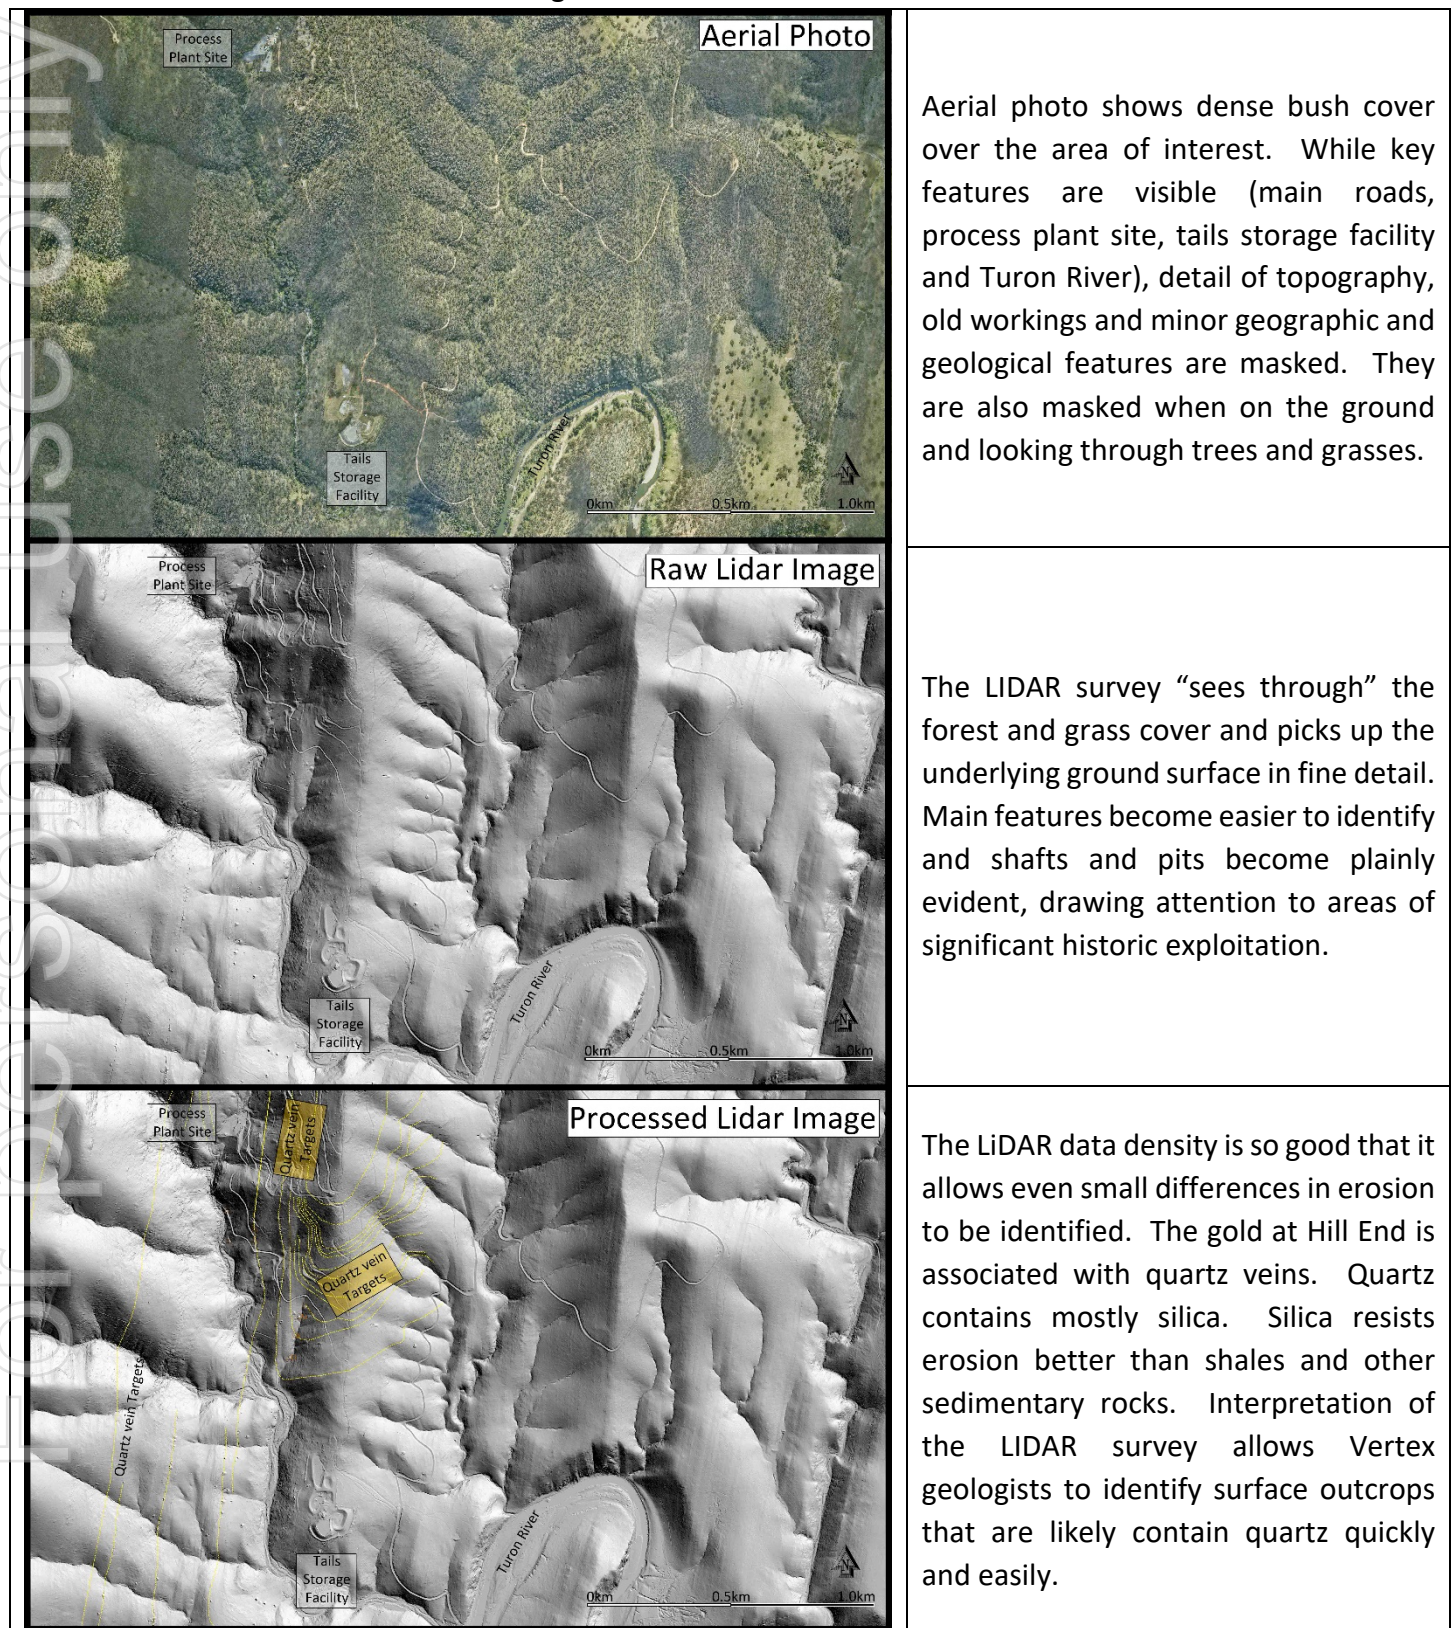 Aerial Photo
Process
Plant Site
Tails
Storage
Facility
Turon River
N
0km 0.5km 1.0km
Aerial photo shows dense bush cover
over the area of interest. While key
features are visible (main roads,
process plant site, tails storage facility
and Turon River), detail of topography,
old workings and minor geographic and
geological features are masked. They
are also masked when on the ground
and looking through trees and grasses.
Raw Lidar Image
Process
Plant Site
Tails
Storage
Facility
Turon River
N
0km 0.5km 1.0km
The LIDAR survey “sees through” the
forest and grass cover and picks up the
underlying ground surface in fine detail.
Main features become easier to identify
and shafts and pits become plainly
evident, drawing attention to areas of
significant historic exploitation.
Processed Lidar Image
Process
Plant Site
Quartz vein
Targets
Quartz vein
Targets
Quartz vein Targets
Tails
Storage
Facility
Turon River
N
0km 0.5km 1.0km
The LiDAR data density is so good that it
allows even small differences in erosion
to be identified. The gold at Hill End is
associated with quartz veins. Quartz
contains mostly silica. Silica resists
erosion better than shales and other
sedimentary rocks. Interpretation of
the LIDAR survey allows Vertex
geologists to identify surface outcrops
that are likely contain quartz quickly
and easily.
For personal use only